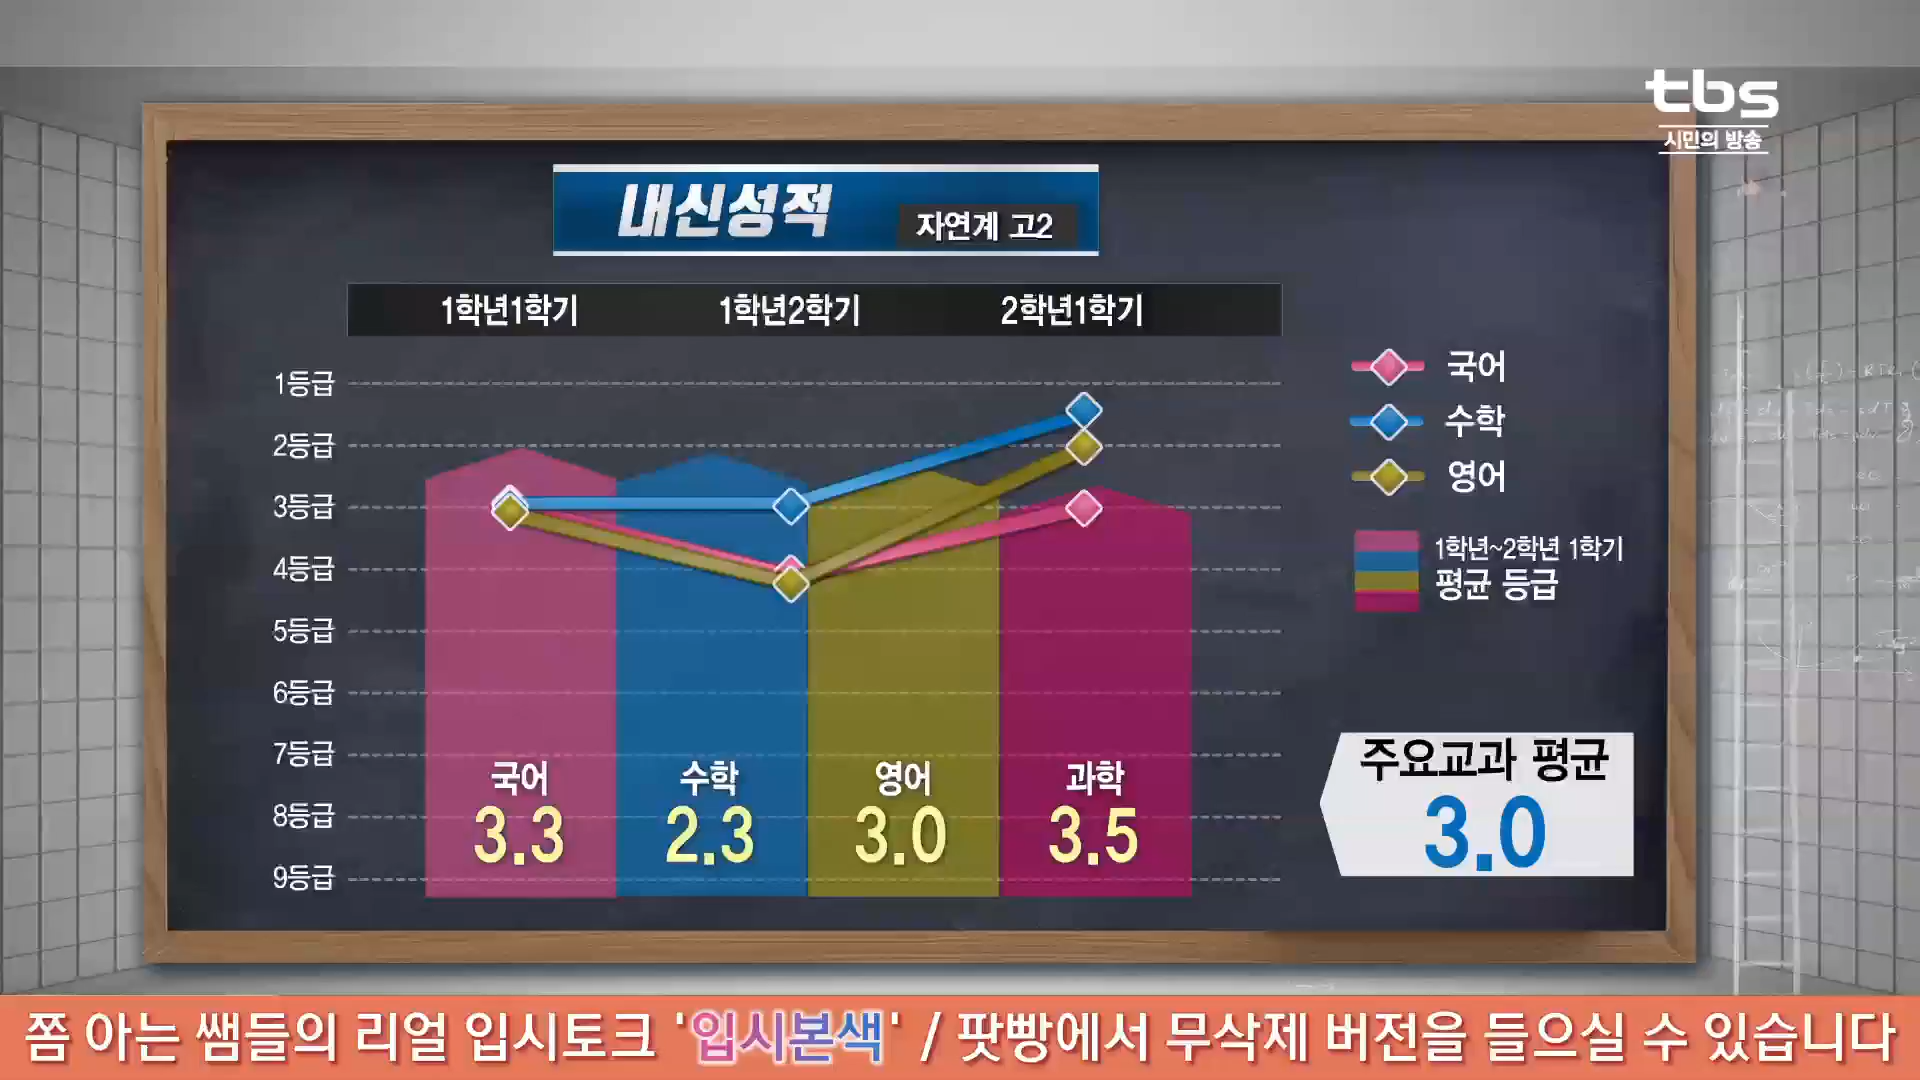 tbs
시민의 방송
내신성적
자연계 고2
1학년1학기 1학년2학기 2학년1학기
1등급
2등급
3등급
4등급
5등급
6등급
7등급
8등급
9등급
국어 수학 영어 과학
3.3 2.3 3.0 3.5
국어
수학
영어
1학년~2학년 1학기
평균 등급
주요교과 평균
3.0
쫌 아는 쌤들의 리얼 입시토크 '입시본색' / 팟빵에서 무삭제 버전을 들으실 수 있습니다